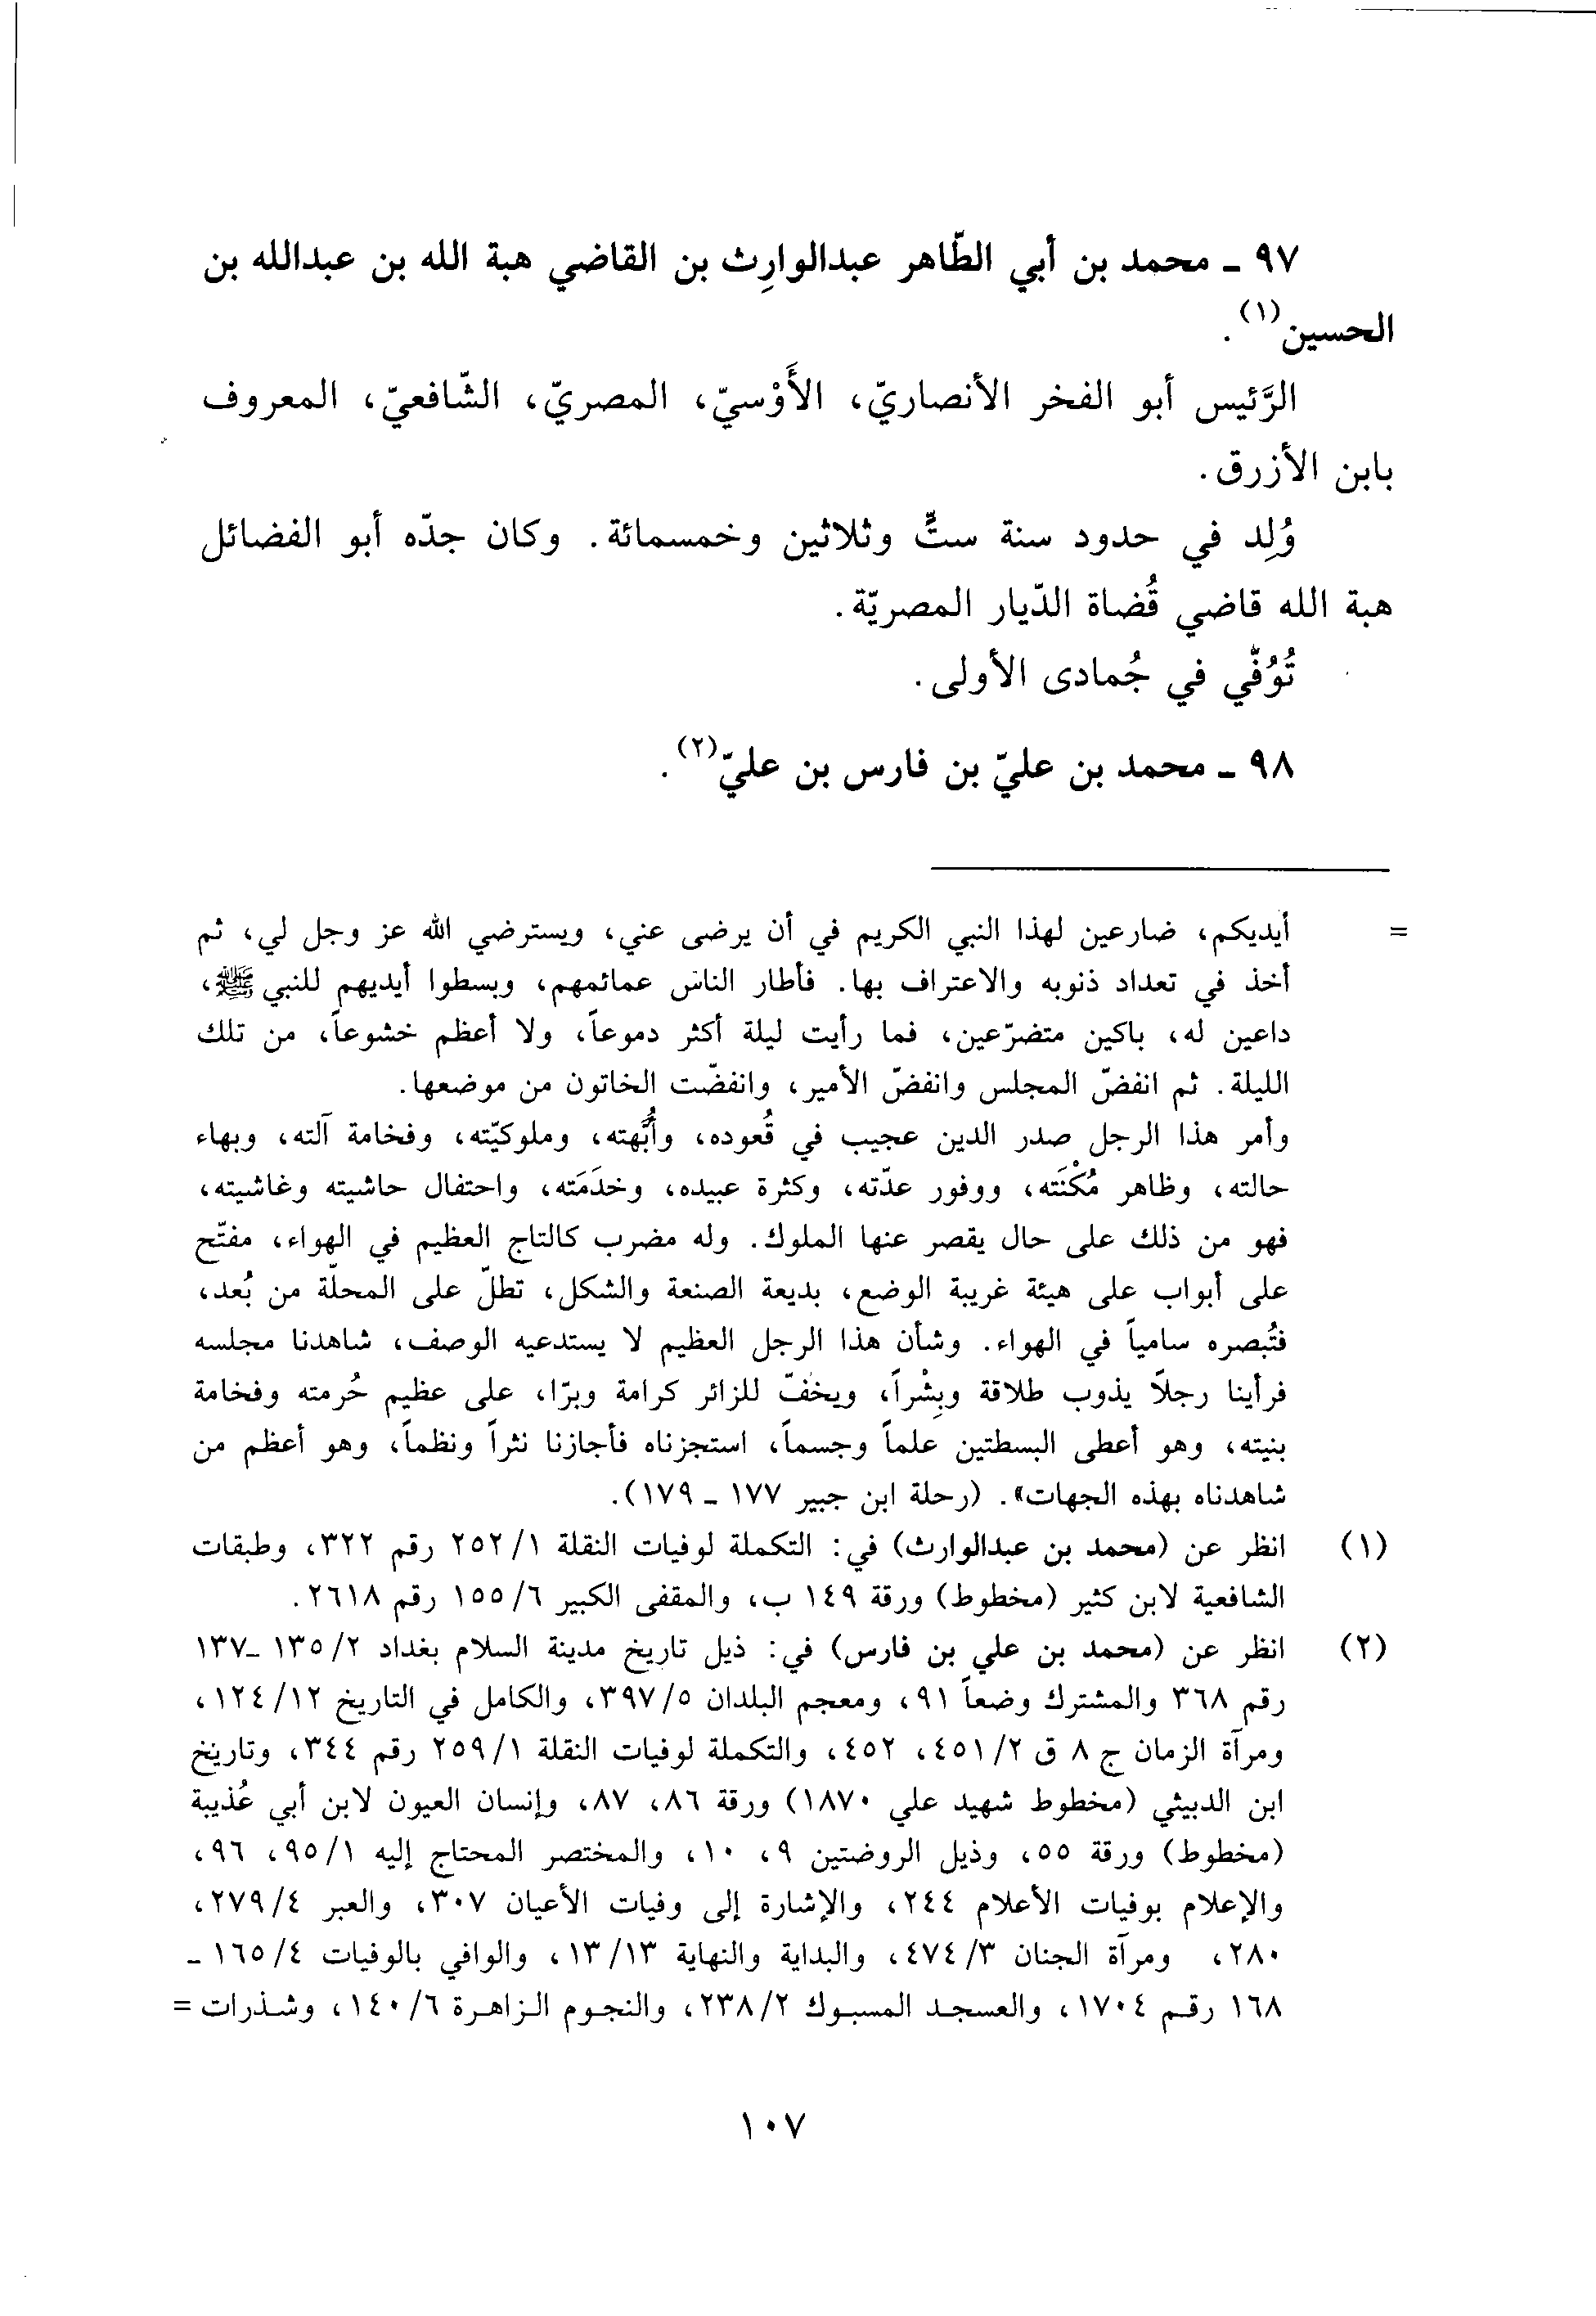 ٩٧ ـ محمد بن أبي الطّاهر عبدالوارِث بن القاضي هبة الله بن عبدالله بن
الحسين(١).
الرَّئيس أبو الفخر الأنصاريّ، الأَوْسيّ، المصريّ، الشّافعيّ، المعروف
بابن الأزرق.
وُلِد في حدود سنة ستٍّ وثلاثين وخمسمائة. وكان جدّه أبو الفضائل
هبة الله قاضي قُضاة الدّيار المصريّة.
تُوُفّي في جُمادى الأولى.
٩٨ ـ محمد بن عليّ بن فارس بن عليّ(٢).
= أيديكم، ضارعين لهذا النبي الكريم في أن يرضى عني، ويسترضي الله عز وجل لي، ثم
أخذ في تعداد ذنوبه والاعتراف بها. فأطار الناس عمائمهم، وبسطوا أيديهم للنبي ﷺ،
داعين له، باكين متضرّعين، فما رأيت ليلة أكثر دموعاً، ولا أعظم خشوعاً، من تلك
الليلة. ثم انفضّ المجلس وانفضّ الأمير، وانفضّت الخاتون من موضعها.
وأمر هذا الرجل صدر الدين عجيب في قُعوده، وأُبَّهته، وملوكيّته، وفخامة آلته، وبهاء
حالته، وظاهر مُكْنَته، ووفور عدّته، وكثرة عبيده، وخدَمَته، واحتفال حاشيته وغاشيته،
فهو من ذلك على حال يقصر عنها الملوك. وله مضرب كالتاج العظيم في الهواء، مفتّح
على أبواب على هيئة غريبة الوضع، بديعة الصنعة والشكل، تطلّ على المحلّة من بُعد،
فتُبصره سامياً في الهواء. وشأن هذا الرجل العظيم لا يستدعيه الوصف، شاهدنا مجلسه
فرأينا رجلاً يذوب طلاقة وبِشْراً، ويخفّ للزائر كرامة وبرّا، على عظيم حُرمته وفخامة
بنيته، وهو أعطى البسطتين علماً وجسماً، استجزناه فأجازنا نثراً ونظماً، وهو أعظم من
شاهدناه بهذه الجهات». (رحلة ابن جبير ١٧٧ ـ ١٧٩).
(١) انظر عن (محمد بن عبدالوارث) في: التكملة لوفيات النقلة ٢٥٢/١ رقم ٣٢٢، وطبقات
الشافعية لابن كثير (مخطوط) ورقة ١٤٩ ب، والمقفى الكبير ١٥٥/٦ رقم ٢٦١٨.
(٢) انظر عن (محمد بن علي بن فارس) في: ذيل تاريخ مدينة السلام بغداد ١٣٥/٢ ـ١٣٧
رقم ٣٦٨ والمشترك وضعاً ٩١، ومعجم البلدان ٣٩٧/٥، والكامل في التاريخ ١٢٤/١٢،
ومرآة الزمان ج ٨ ق ٤٥١/٢، ٤٥٢، والتكملة لوفيات النقلة ٢٥٩/١ رقم ٣٤٤، وتاريخ
ابن الدبيثي (مخطوط شهيد علي ١٨٧٠) ورقة ٨٦، ٨٧، وإنسان العيون لابن أبي عُذيبة
(مخطوط) ورقة ٥٥، وذيل الروضتين ٩، ١٠، والمختصر المحتاج إليه ٩٥/١، ٩٦،
والإعلام بوفيات الأعلام ٢٤٤، والإشارة إلى وفيات الأعيان ٣٠٧، والعبر ٢٧٩/٤،
٢٨٠، ومرآة الجنان ٤٧٤/٣، والبداية والنهاية ١٣/١٣، والوافي بالوفيات ١٦٥/٤ ـ
١٦٨ رقم ١٧٠٤، والعسجد المسبوك ٢٣٨/٢، والنجوم الزاهرة ١٤٠/٦، وشذرات =
١٠٧